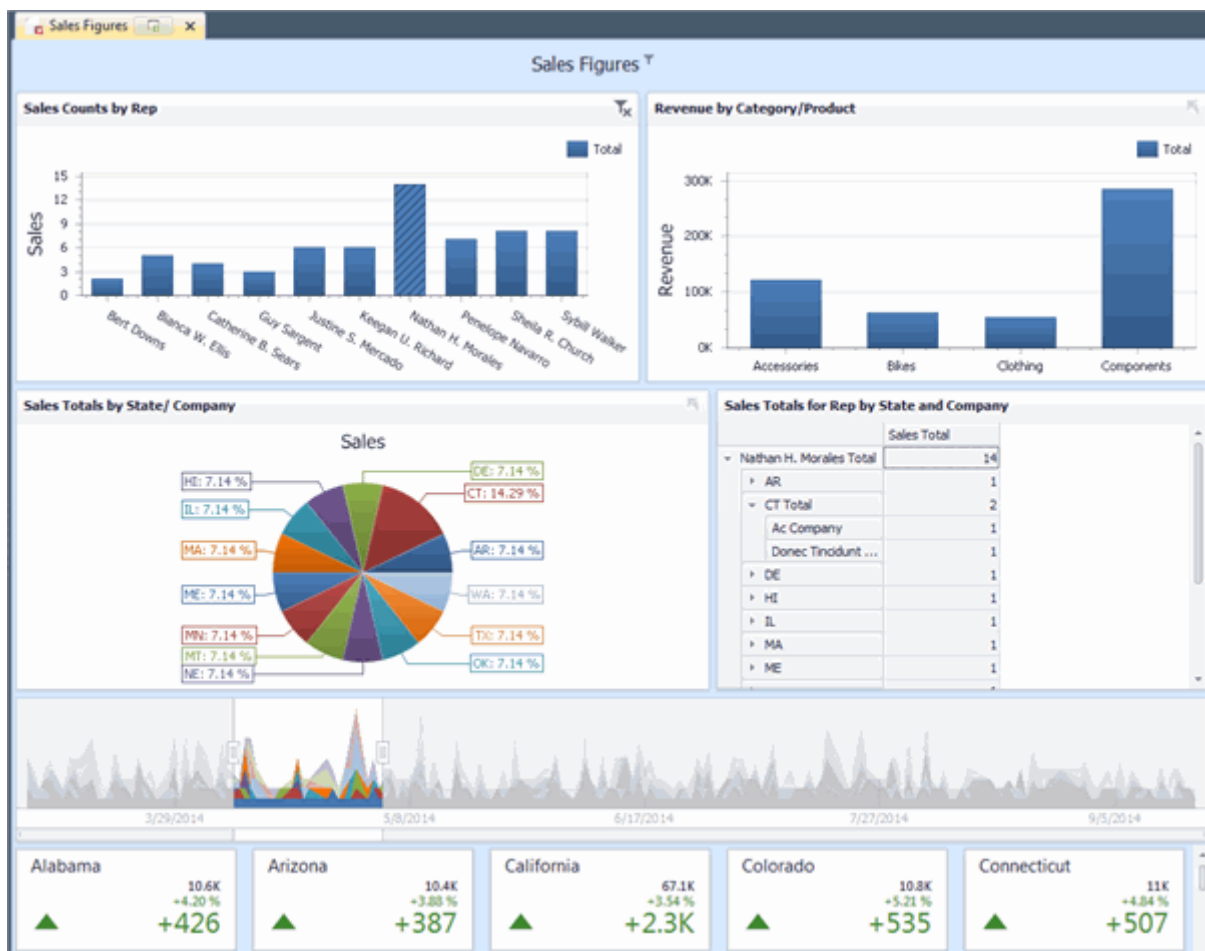 Sales Figures
Sales Figures
Sales Counts by Rep
Total
15
12
9
6
3
0
Sales
Bert Downs
Bianca W. Ellis
Catherine B. Sears
Guy Sargent
Justine S. Mercado
Keegan U. Richard
Nathan H. Morales
Penelope Navarro
Sheila R. Church
Sybill Walker
Revenue by Category/Product
Total
300K
200K
100K
0K
Revenue
Accessories
Bikes
Clothing
Components
Sales Totals by State/ Company
Sales
DE: 7.14 %
CT: 14.29 %
AR: 7.14 %
WA: 7.14 %
TX: 7.14 %
OK: 7.14 %
HI: 7.14 %
IL: 7.14 %
MA: 7.14 %
ME: 7.14 %
MN: 7.14 %
MT: 7.14 %
NE: 7.14 %
Sales Totals for Rep by State and Company
Sales Total
Nathan H. Morales Total 14
AR 1
CT Total 2
Ac Company 1
Donec Tincidunt ... 1
DE 1
HI 1
IL 1
MA 1
ME 1
3/29/2014
5/8/2014
6/17/2014
7/27/2014
9/5/2014
Alabama
10.6K
+4.20 %
+426
Arizona
10.4K
+3.88 %
+387
California
67.1K
+3.54 %
+2.3K
Colorado
10.8K
+5.21 %
+535
Connecticut
11K
+4.84 %
+507